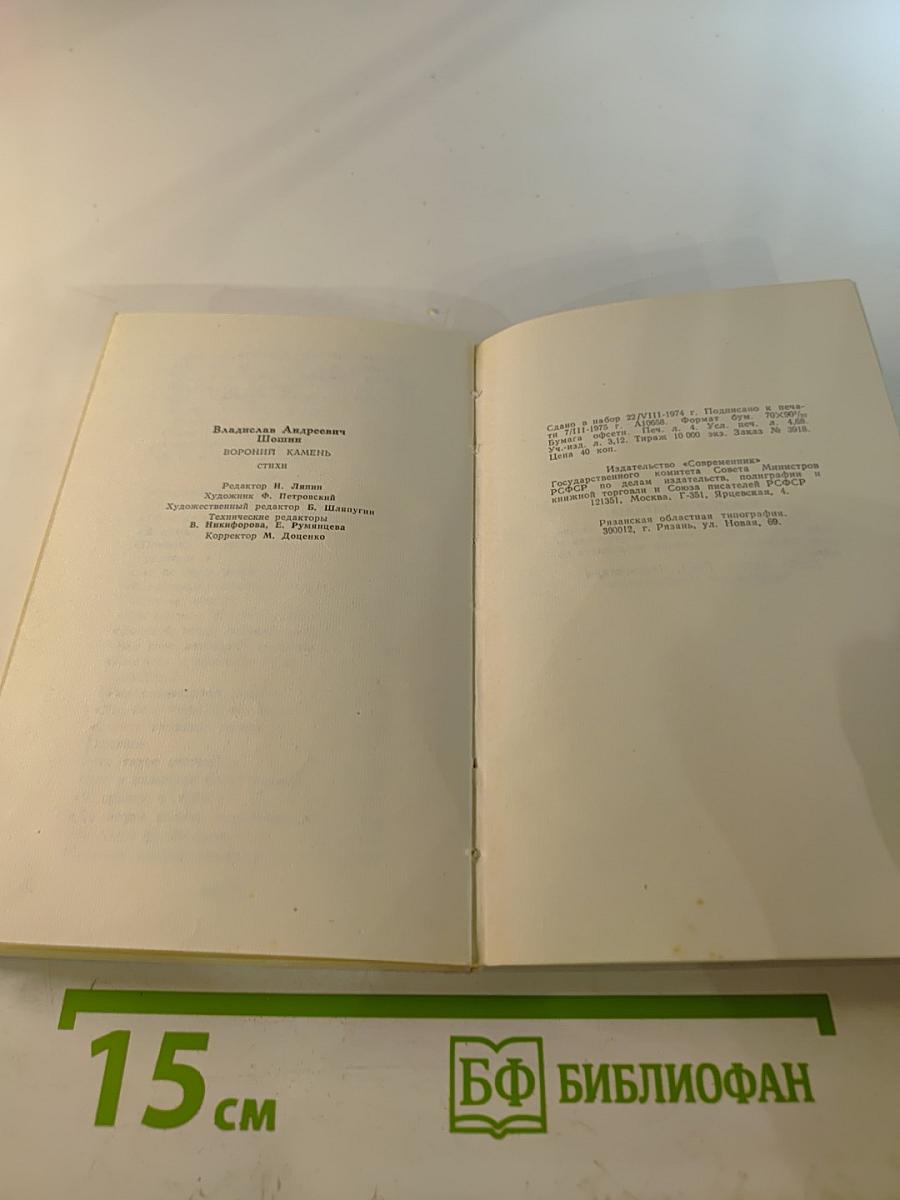 Владислав Андреевич
Шошин
ВОРОНИЙ КАМЕНЬ
СТИХИ
Редактор И. Ляпин
Художник Ф. Петровский
Художественный редактор Б. Шляпугин
Технические редакторы
В. Никифорова, Е. Румянцева
Корректор М. Доценко
Сдано в набор 22/VIII-1974 г. Подписано к печа-
ти 7/III-1975 г. А10658. Формат бум. 70×90¹/₃₂
Бумага офсетн. Печ. л. 4. Усл. печ. л. 4,68.
Уч.-изд. л. 3,12. Тираж 10 000 экз. Заказ № 3918.
Цена 40 коп.
Издательство «Современник»
Государственного комитета Совета Министров
РСФСР по делам издательств, полиграфии и
книжной торговли и Союза писателей РСФСР
121351, Москва, Г-351, Ярцевская, 4.
Рязанская областная типография.
390012, г. Рязань, ул. Новая, 69.
15 см
БФ БИБЛИОФАН